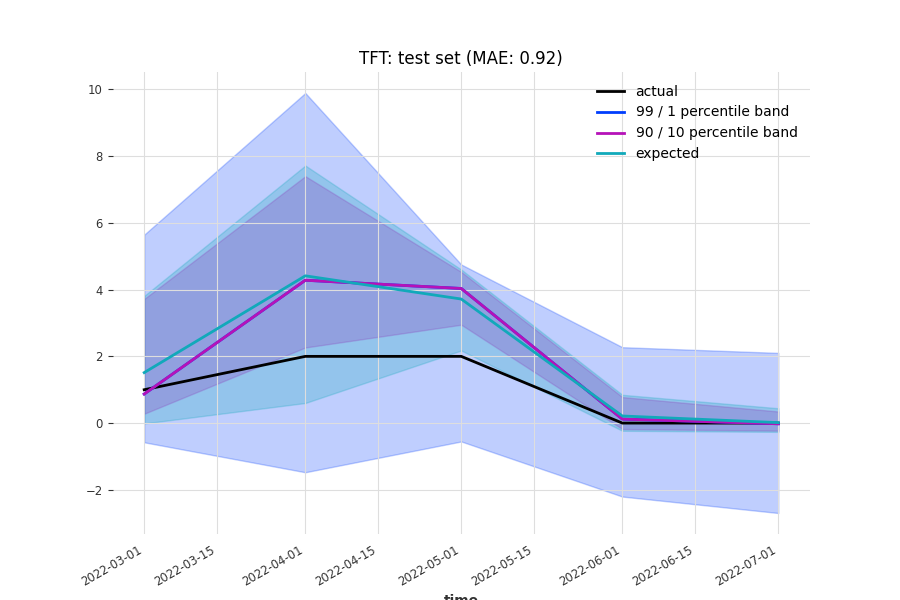 TFT: test set (MAE: 0.92)
actual
99 / 1 percentile band
90 / 10 percentile band
expected
10
8
6
4
2
0
−2
2022-03-01
2022-03-15
2022-04-01
2022-04-15
2022-05-01
2022-05-15
2022-06-01
2022-06-15
2022-07-01
time